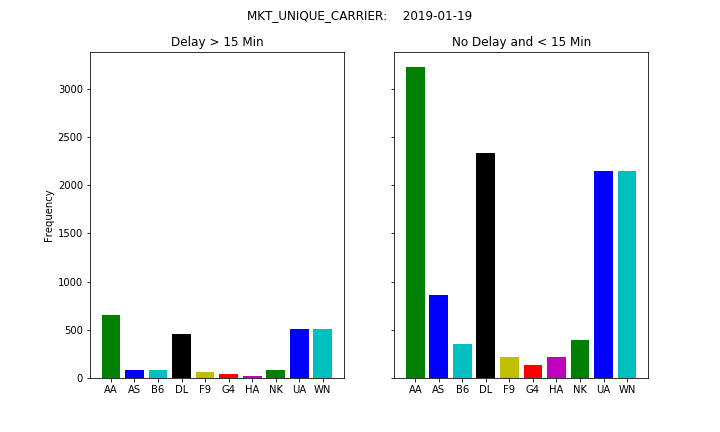 MKT_UNIQUE_CARRIER: 2019-01-19
Delay > 15 Min
No Delay and < 15 Min
Frequency
3000
2500
2000
1500
1000
500
0
AA AS B6 DL F9 G4 HA NK UA WN
AA AS B6 DL F9 G4 HA NK UA WN